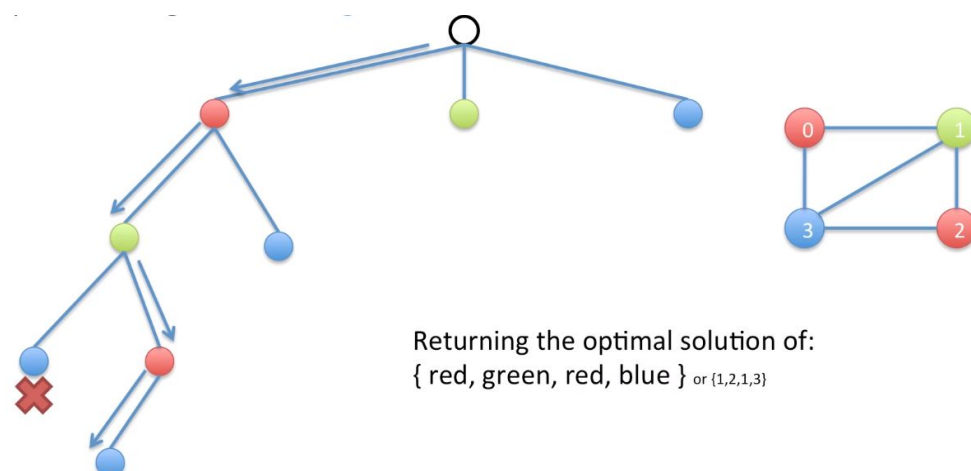 0 1
3 2
Returning the optimal solution of:
{ red, green, red, blue } or {1,2,1,3}